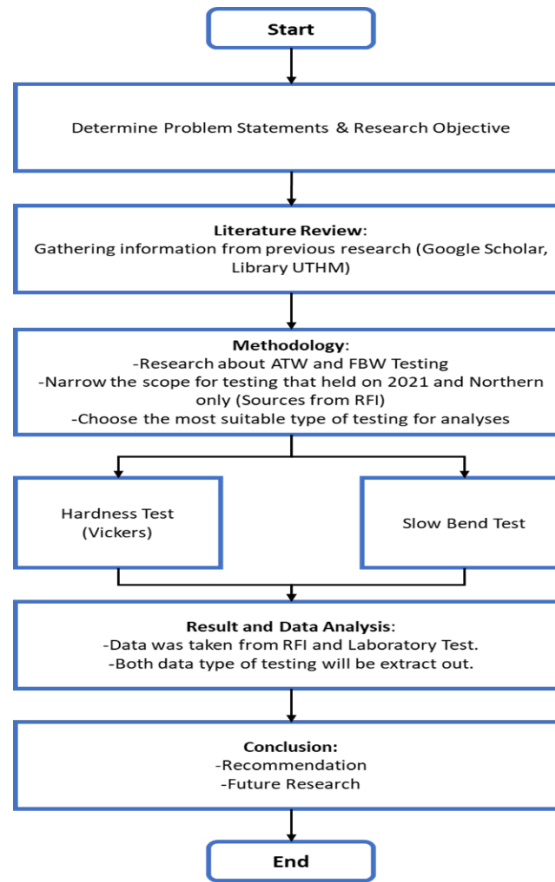 Start
Determine Problem Statements & Research Objective
Literature Review:
Gathering information from previous research (Google Scholar,
Library UTHM)
Methodology:
-Research about ATW and FBW Testing
-Narrow the scope for testing that held on 2021 and Northern
only (Sources from RFI)
-Choose the most suitable type of testing for analyses
Hardness Test
(Vickers)
Slow Bend Test
Result and Data Analysis:
-Data was taken from RFI and Laboratory Test.
-Both data type of testing will be extract out.
Conclusion:
-Recommendation
-Future Research
End